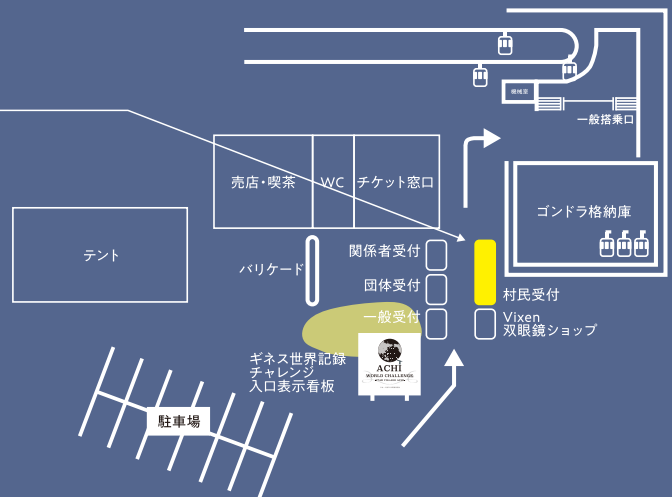 機械室
一般搭乗口
売店・喫茶
WC
チケット窓口
ゴンドラ格納庫
テント
バリケード
関係者受付
団体受付
一般受付
村民受付
Vixen
双眼鏡ショップ
ギネス世界記録
チャレンジ
入口表示看板
ACHI
WORLD CHALLENGE
駐車場